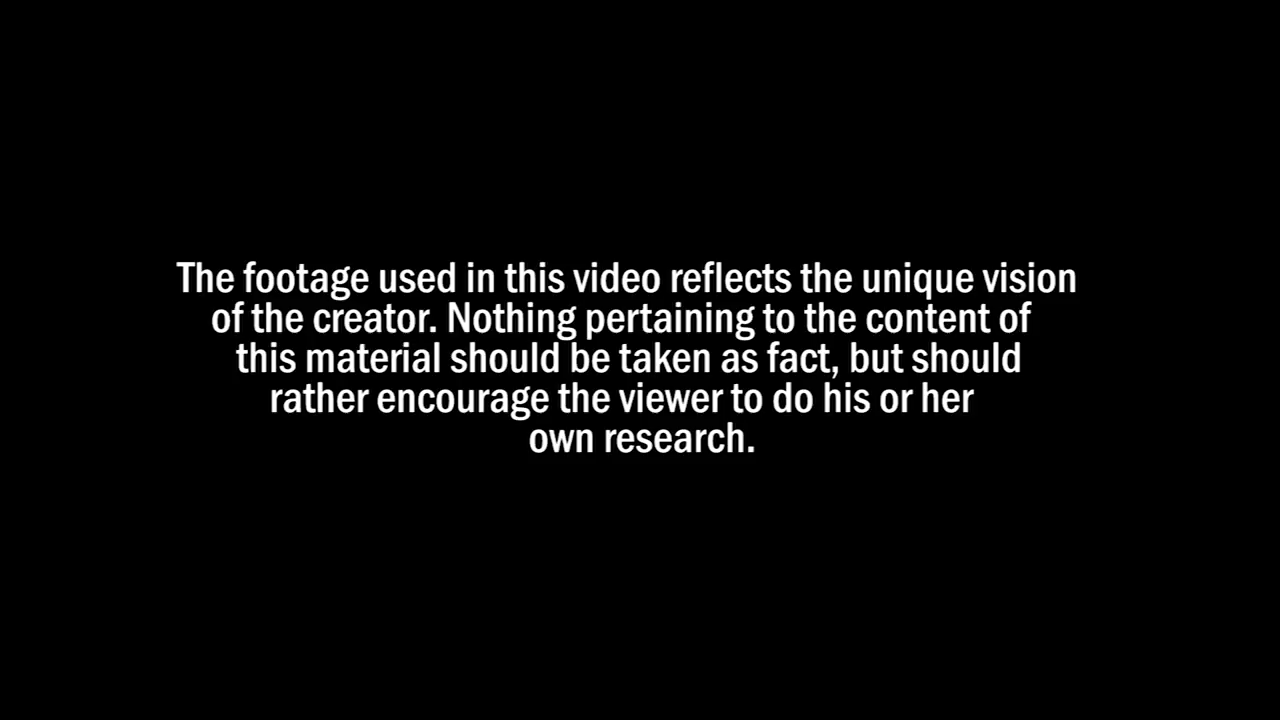 The footage used in this video reflects the unique vision
of the creator. Nothing pertaining to the content of
this material should be taken as fact, but should
rather encourage the viewer to do his or her
own research.